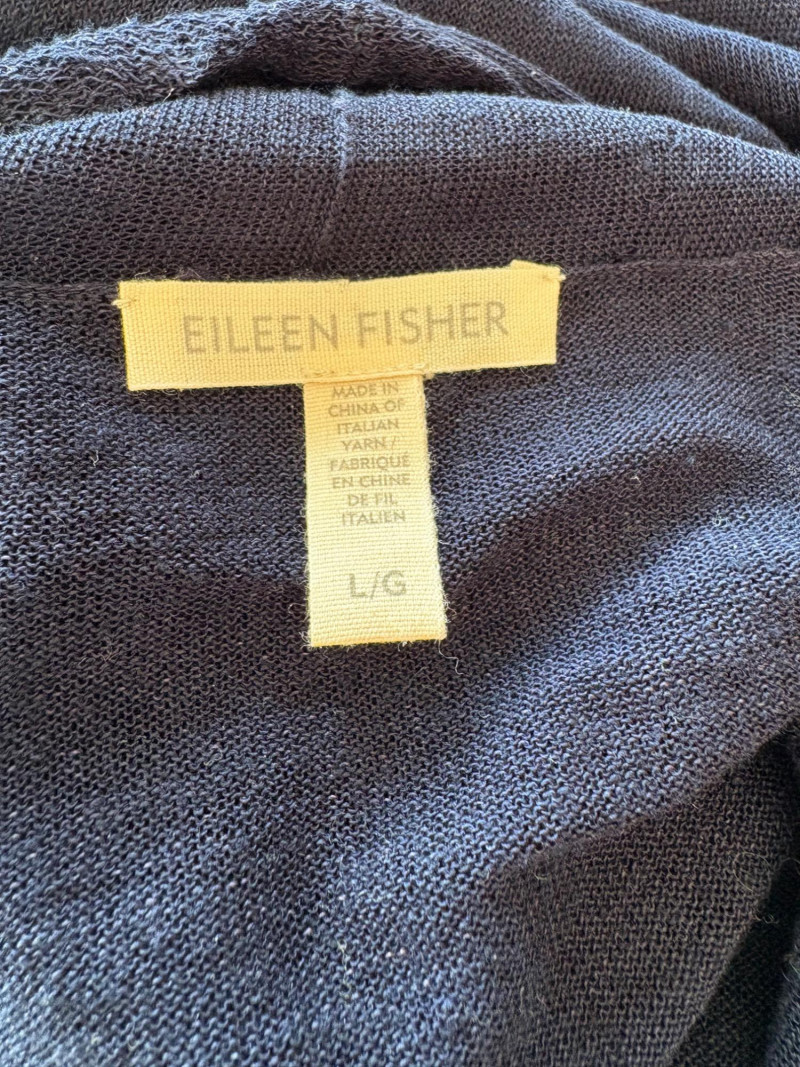 EILEEN FISHER
MADE IN
CHINA OF
ITALIAN
YARN /
FABRIQUÉ
EN CHINE
DE FIL
ITALIEN
L/G